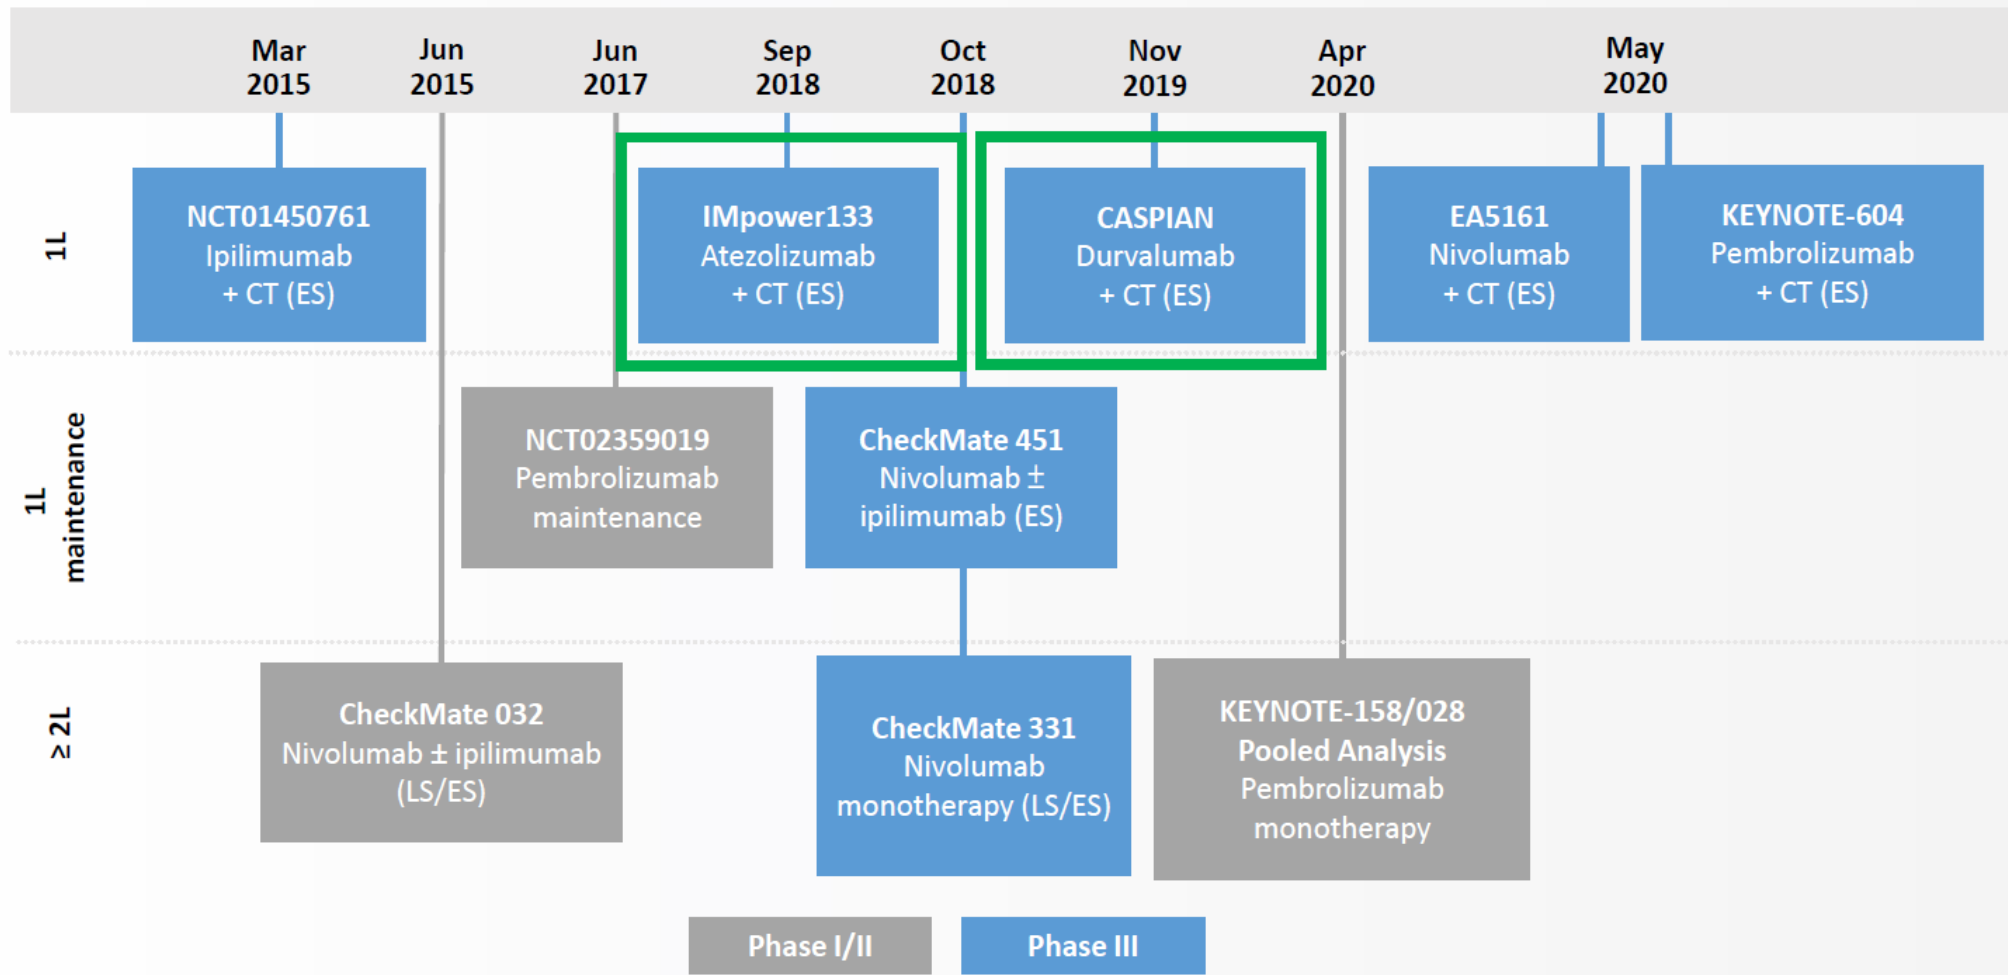 Mar
2015
Jun
2015
Jun
2017
Sep
2018
Oct
2018
Nov
2019
Apr
2020
May
2020
1L
NCT01450761
Ipilimumab
+ CT (ES)
IMpower133
Atezolizumab
+ CT (ES)
CASPIAN
Durvalumab
+ CT (ES)
EA5161
Nivolumab
+ CT (ES)
KEYNOTE-604
Pembrolizumab
+ CT (ES)
1L
maintenance
NCT02359019
Pembrolizumab
maintenance
CheckMate 451
Nivolumab ±
ipilimumab (ES)
≥ 2L
CheckMate 032
Nivolumab ± ipilimumab
(LS/ES)
CheckMate 331
Nivolumab
monotherapy (LS/ES)
KEYNOTE-158/028
Pooled Analysis
Pembrolizumab
monotherapy
Phase I/II
Phase III